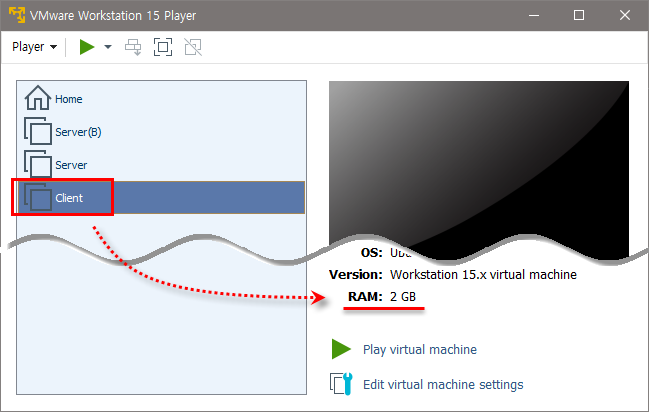 VMware Workstation 15 Player
Player
Home
Server(B)
Server
Client
OS:
Version: Workstation 15.x virtual machine
RAM: 2 GB
Play virtual machine
Edit virtual machine settings